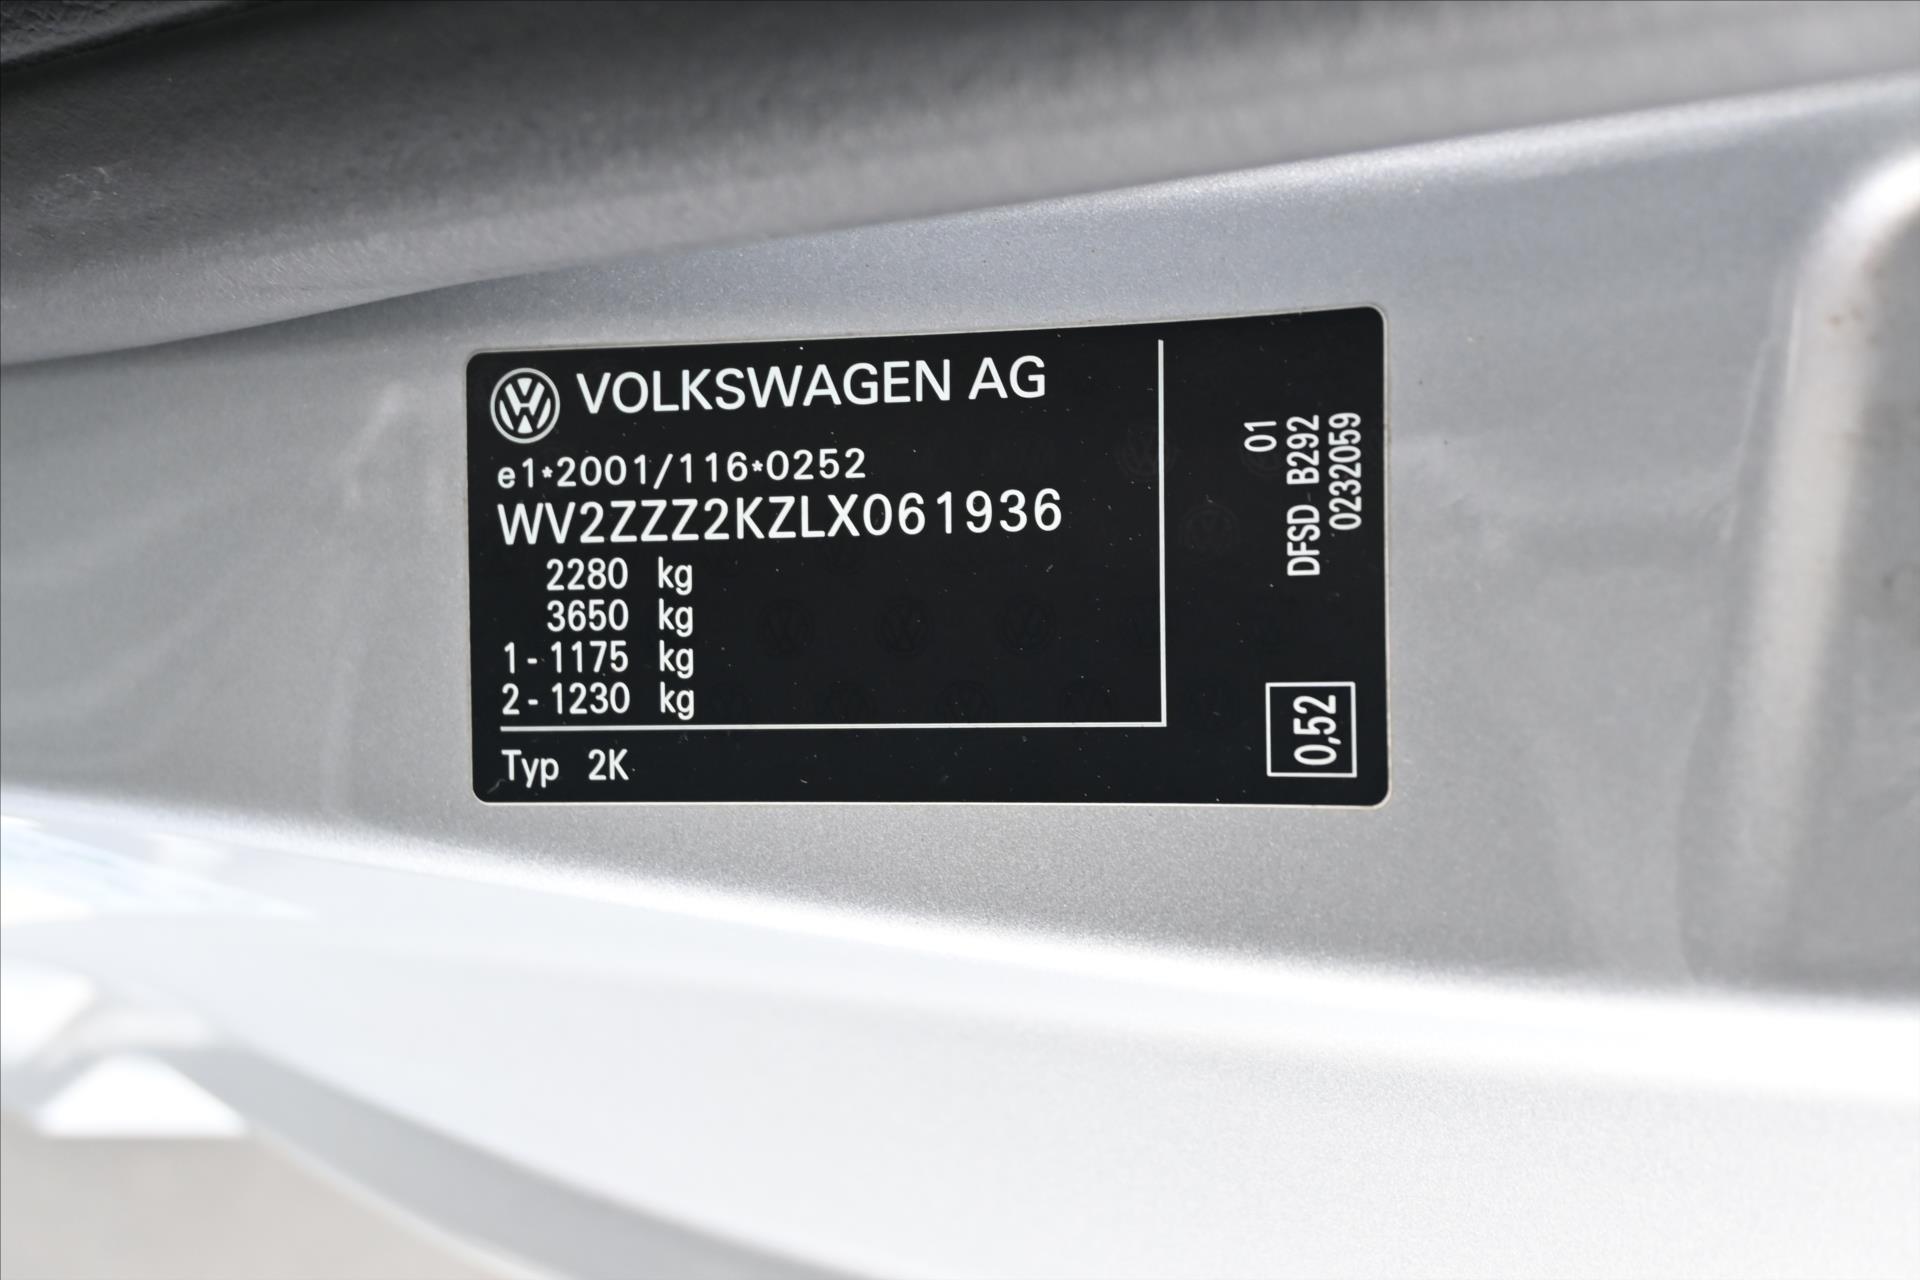 VOLKSWAGEN AG
e1*2001/116*0252
WV2ZZZ2KZLX061936
2280 kg
3650 kg
1-1175 kg
2-1230 kg
Typ 2K
01
DFSD B292
0232059
0,52